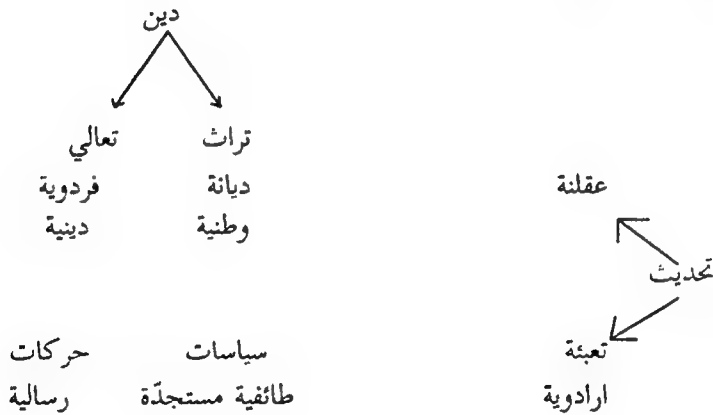 دين
تراث تعالي
عقلنة ديانة فردوية
وطنية دينية
تحديث
تعبئة سياسات حركات
ارادوية طائفية مستجدّة رسالية